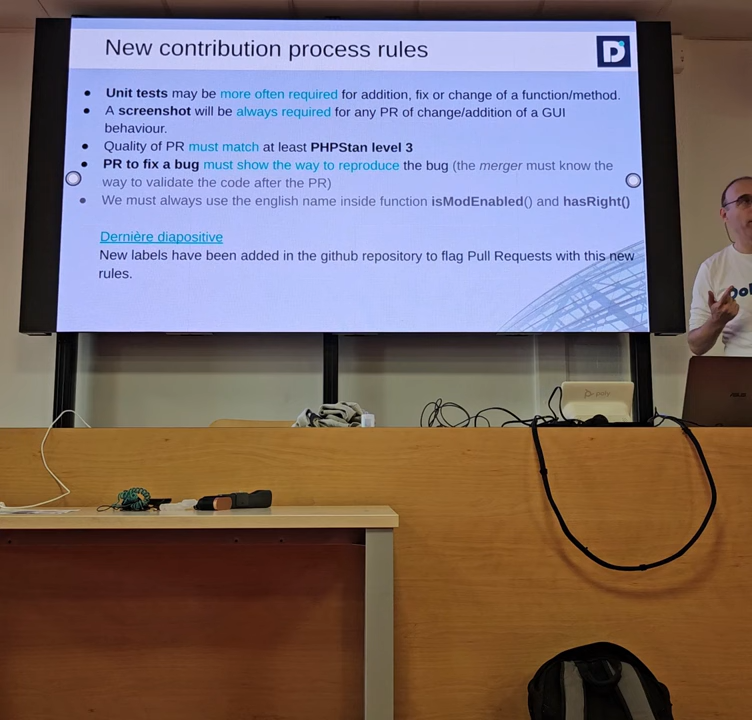 New contribution process rules
D
• Unit tests may be more often required for addition, fix or change of a function/method.
• A screenshot will be always required for any PR of change/addition of a GUI
behaviour.
• Quality of PR must match at least PHPStan level 3
• PR to fix a bug must show the way to reproduce the bug (the merger must know the
way to validate the code after the PR)
• We must always use the english name inside function isModEnabled() and hasRight()
Dernière diapositive
New labels have been added in the github repository to flag Pull Requests with this new
rules.
poly
ASUS